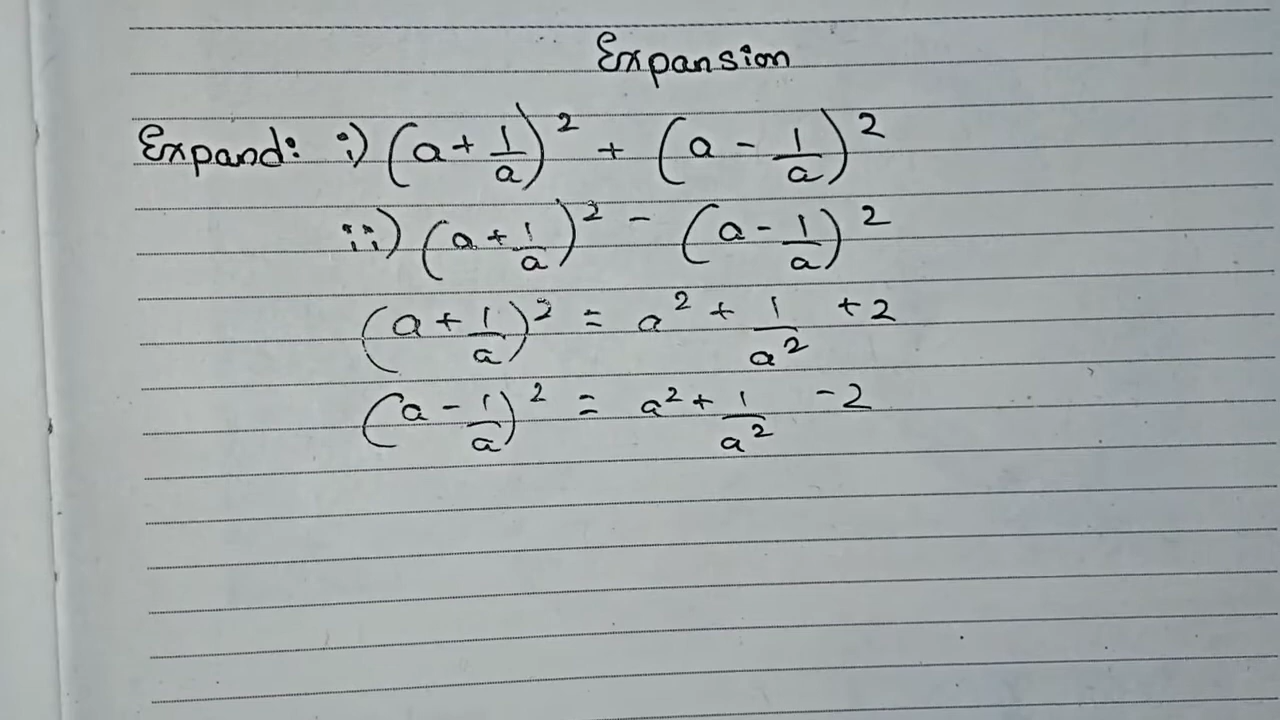 Expansion
Expand: i) (a + 1/a)² + (a - 1/a)²
ii) (a + 1/a)² - (a - 1/a)²
(a + 1/a)² = a² + 1/a² + 2
(a - 1/a)² = a² + 1/a² - 2